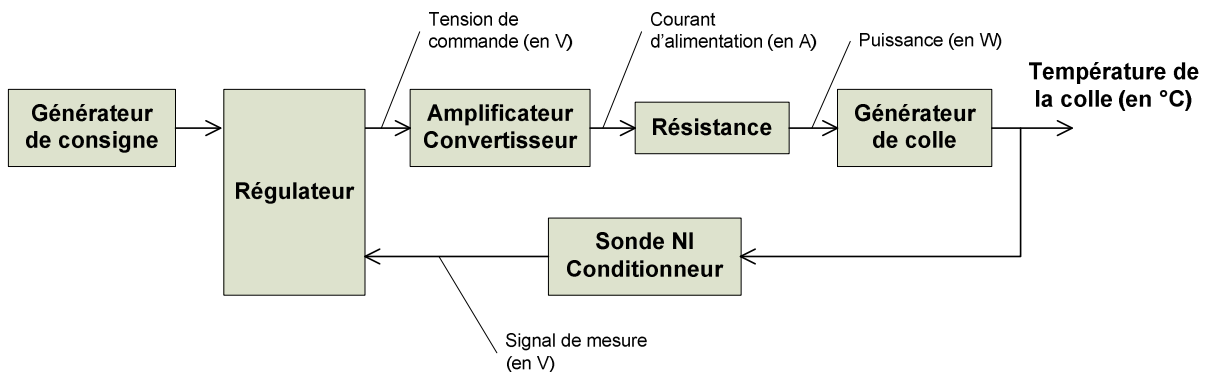 Tension de
commande (en V)
Courant
d'alimentation (en A)
Puissance (en W)
Température de
la colle (en °C)
Générateur
de consigne
Régulateur
Amplificateur
Convertisseur
Résistance
Générateur
de colle
Sonde NI
Conditionneur
Signal de mesure
(en V)